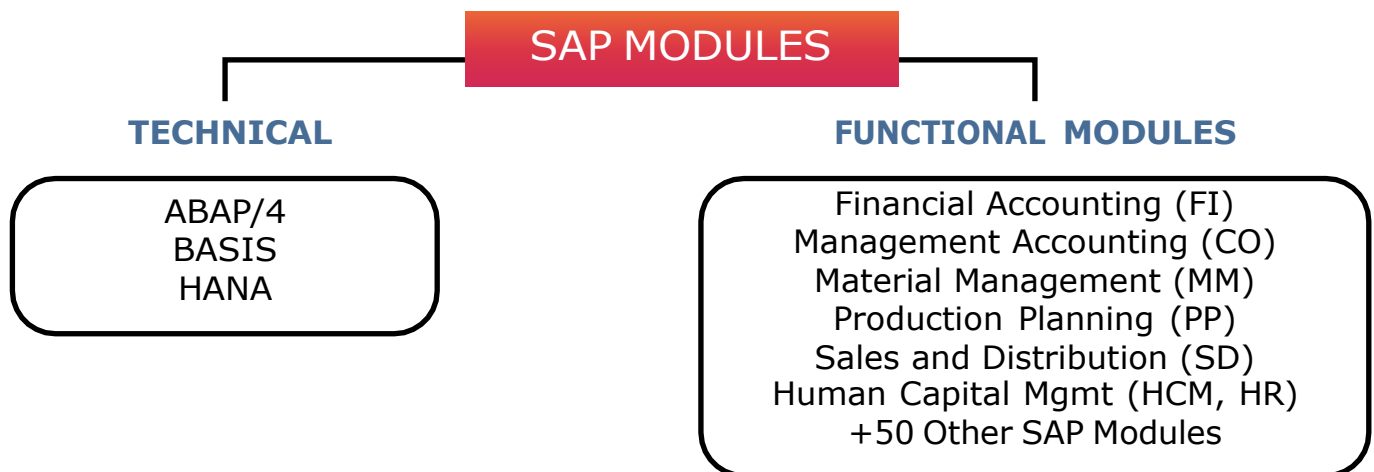 SAP MODULES
TECHNICAL
ABAP/4
BASIS
HANA
FUNCTIONAL MODULES
Financial Accounting (FI)
Management Accounting (CO)
Material Management (MM)
Production Planning (PP)
Sales and Distribution (SD)
Human Capital Mgmt (HCM, HR)
+50 Other SAP Modules